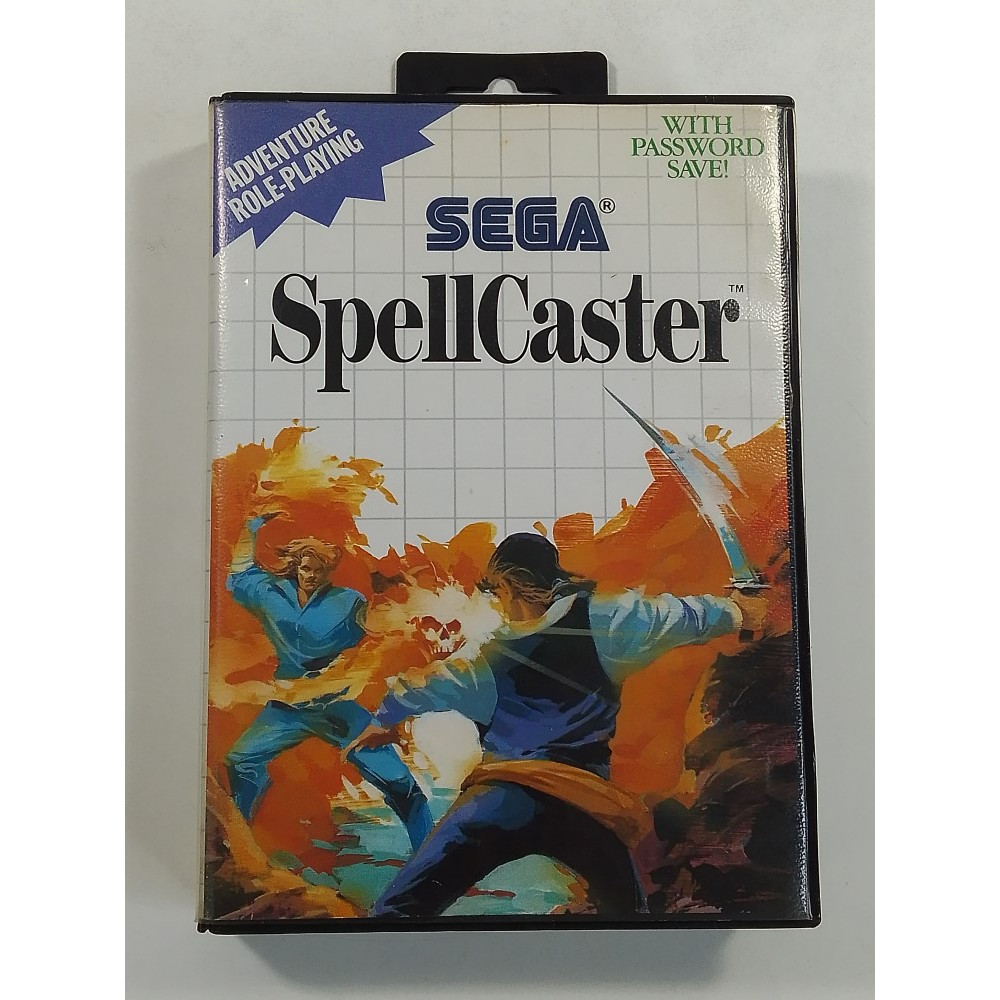 ADVENTURE
ROLE-PLAYING
WITH
PASSWORD
SAVE!
SEGA®
SpellCaster™